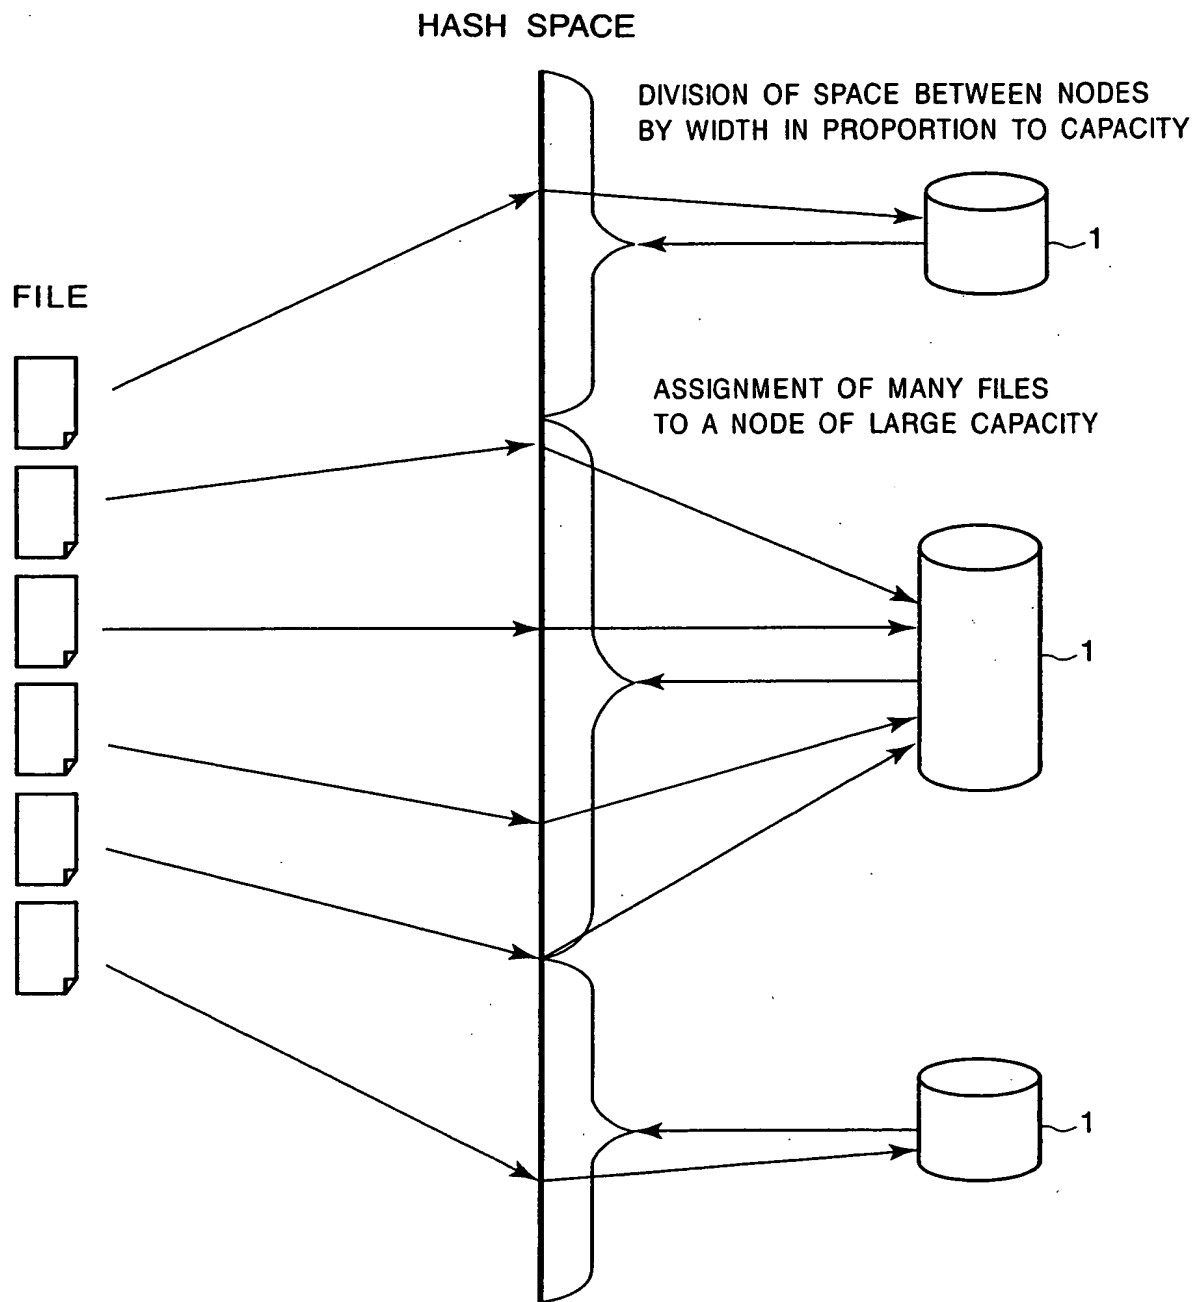 HASH SPACE
DIVISION OF SPACE BETWEEN NODES
BY WIDTH IN PROPORTION TO CAPACITY
1
FILE
ASSIGNMENT OF MANY FILES
TO A NODE OF LARGE CAPACITY
1
1